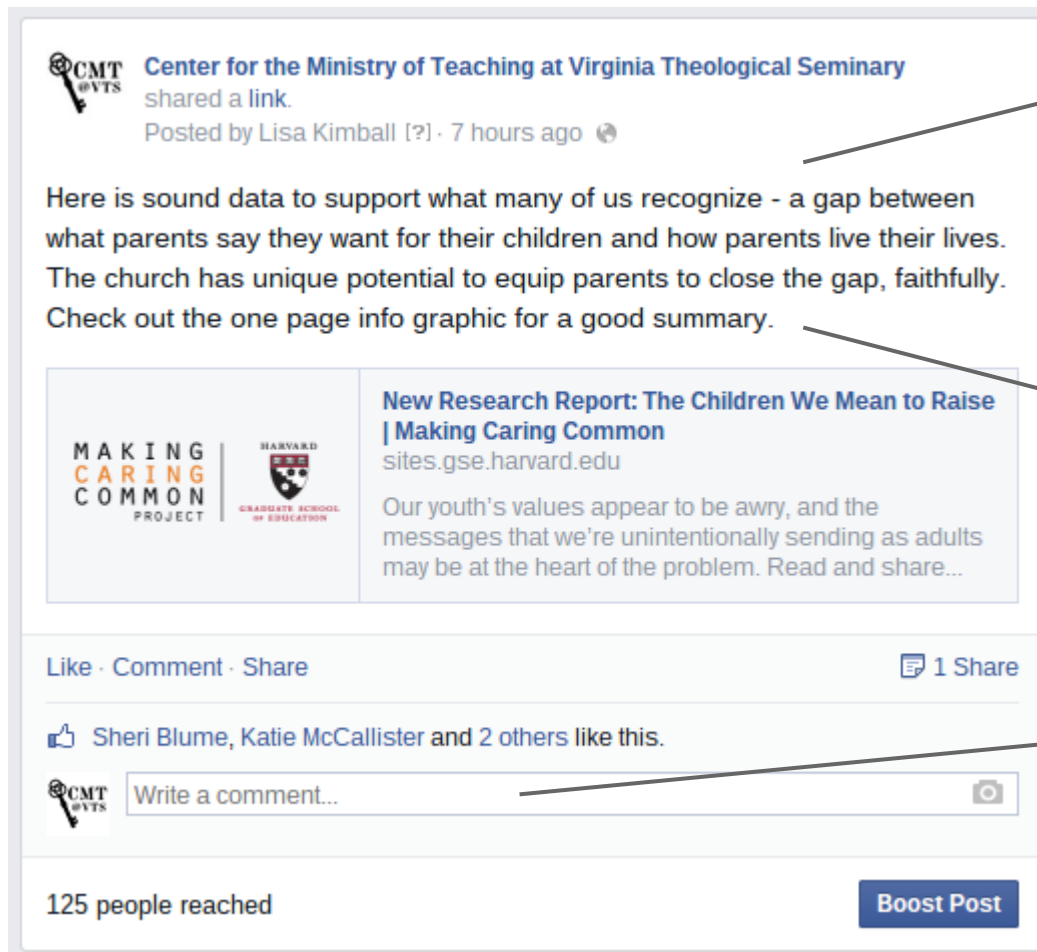 CMT
@VTS
Center for the Ministry of Teaching at Virginia Theological Seminary
shared a link.
Posted by Lisa Kimball [?] · 7 hours ago
Here is sound data to support what many of us recognize - a gap between
what parents say they want for their children and how parents live their lives.
The church has unique potential to equip parents to close the gap, faithfully.
Check out the one page info graphic for a good summary.
MAKING
CARING
COMMON
PROJECT
HARVARD
GRADUATE SCHOOL
OF EDUCATION
New Research Report: The Children We Mean to Raise
| Making Caring Common
sites.gse.harvard.edu
Our youth's values appear to be awry, and the
messages that we're unintentionally sending as adults
may be at the heart of the problem. Read and share...
Like · Comment · Share
1 Share
Sheri Blume, Katie McCallister and 2 others like this.
CMT
@VTS
Write a comment...
125 people reached
Boost Post